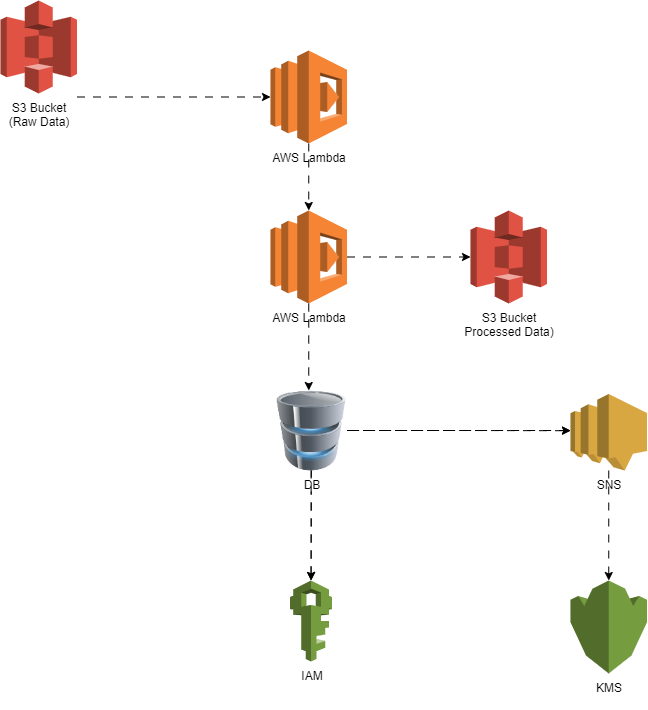 S3 Bucket
(Raw Data)
AWS Lambda
AWS Lambda
S3 Bucket
Processed Data)
DB
SNS
IAM
KMS